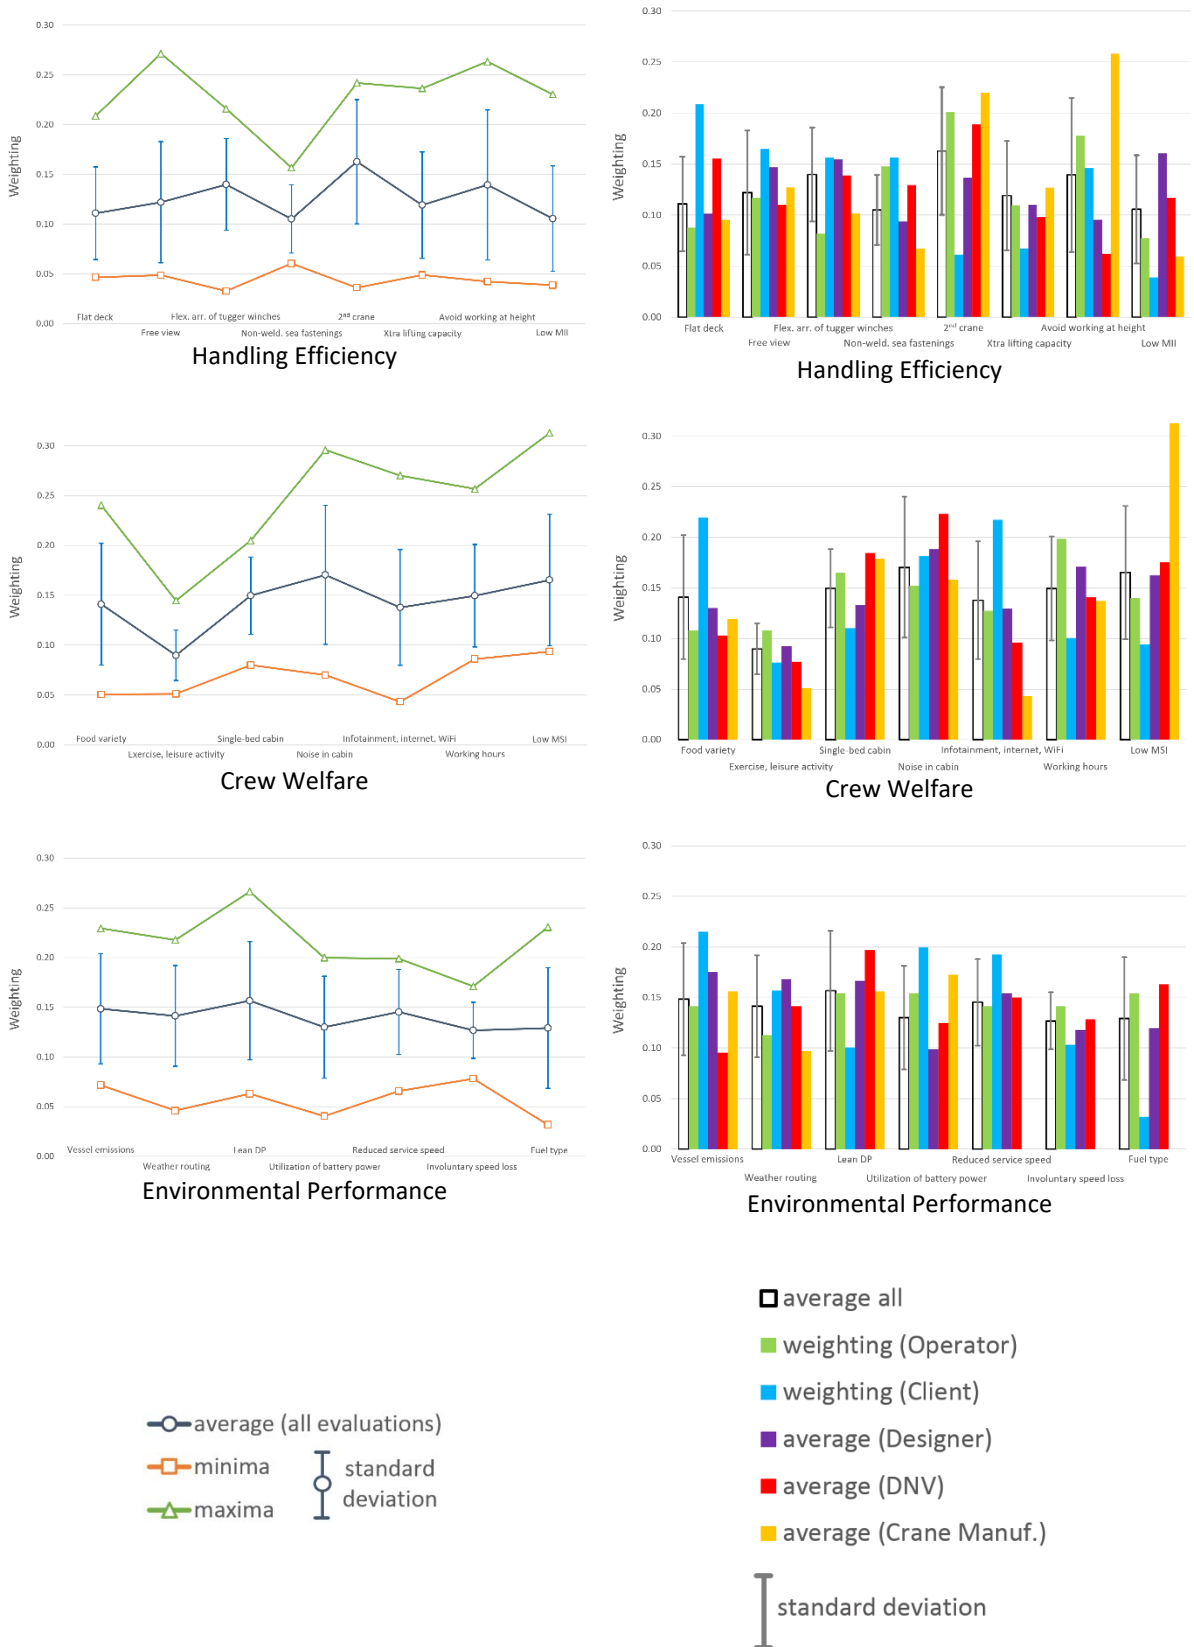 0.30
0.25
0.20
0.15
0.10
0.05
0.00
Weighting
Flat deck
Flex. arr. of tugger winches
2nd crane
Avoid working at height
Free view
Non-weld. sea fastenings
Xtra lifting capacity
Low MII
Handling Efficiency
0.30
0.25
0.20
0.15
0.10
0.05
0.00
Weighting
Flat deck
Flex. arr. of tugger winches
2nd crane
Avoid working at height
Free view
Non-weld. sea fastenings
Xtra lifting capacity
Low MII
Handling Efficiency
0.30
0.25
0.20
0.15
0.10
0.05
0.00
Weighting
Food variety
Single-bed cabin
Infotainment, internet, WiFi
Low MSI
Exercise, leisure activity
Noise in cabin
Working hours
Crew Welfare
0.30
0.25
0.20
0.15
0.10
0.05
0.00
Weighting
Food variety
Single-bed cabin
Infotainment, internet, WiFi
Low MSI
Exercise, leisure activity
Noise in cabin
Working hours
Crew Welfare
0.30
0.25
0.20
0.15
0.10
0.05
0.00
Weighting
Vessel emissions
Lean DP
Reduced service speed
Fuel type
Weather routing
Utilization of battery power
Involuntary speed loss
Environmental Performance
0.30
0.25
0.20
0.15
0.10
0.05
0.00
Weighting
Vessel emissions
Lean DP
Reduced service speed
Fuel type
Weather routing
Utilization of battery power
Involuntary speed loss
Environmental Performance
average (all evaluations)
minima
maxima
standard
deviation
average all
weighting (Operator)
weighting (Client)
average (Designer)
average (DNV)
average (Crane Manuf.)
standard deviation